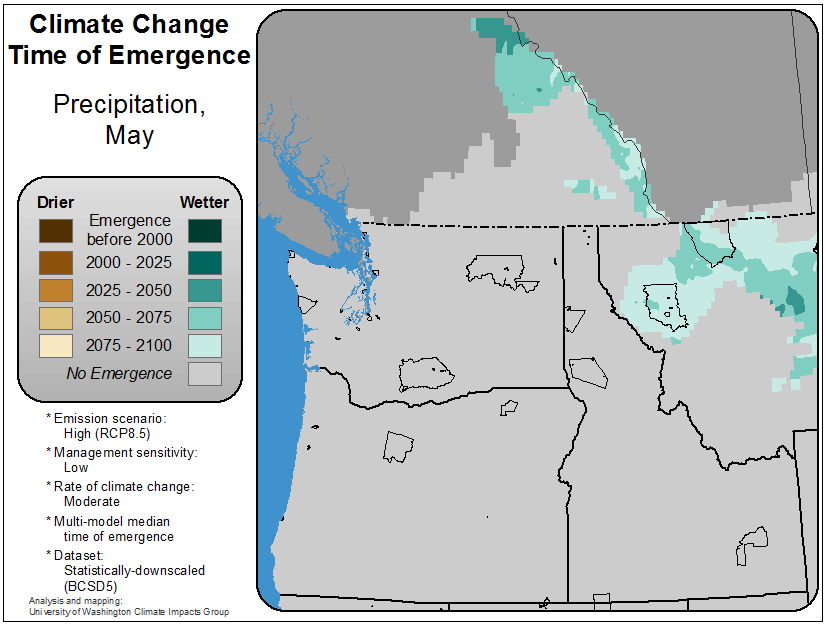 Climate Change
Time of Emergence
Precipitation,
May
Drier Wetter
Emergence
before 2000
2000 - 2025
2025 - 2050
2050 - 2075
2075 - 2100
No Emergence
* Emission scenario:
High (RCP8.5)
* Management sensitivity:
Low
* Rate of climate change:
Moderate
* Multi-model median
time of emergence
* Dataset:
Statistically-downscaled
(BCSD5)
Analysis and mapping:
University of Washington Climate Impacts Group